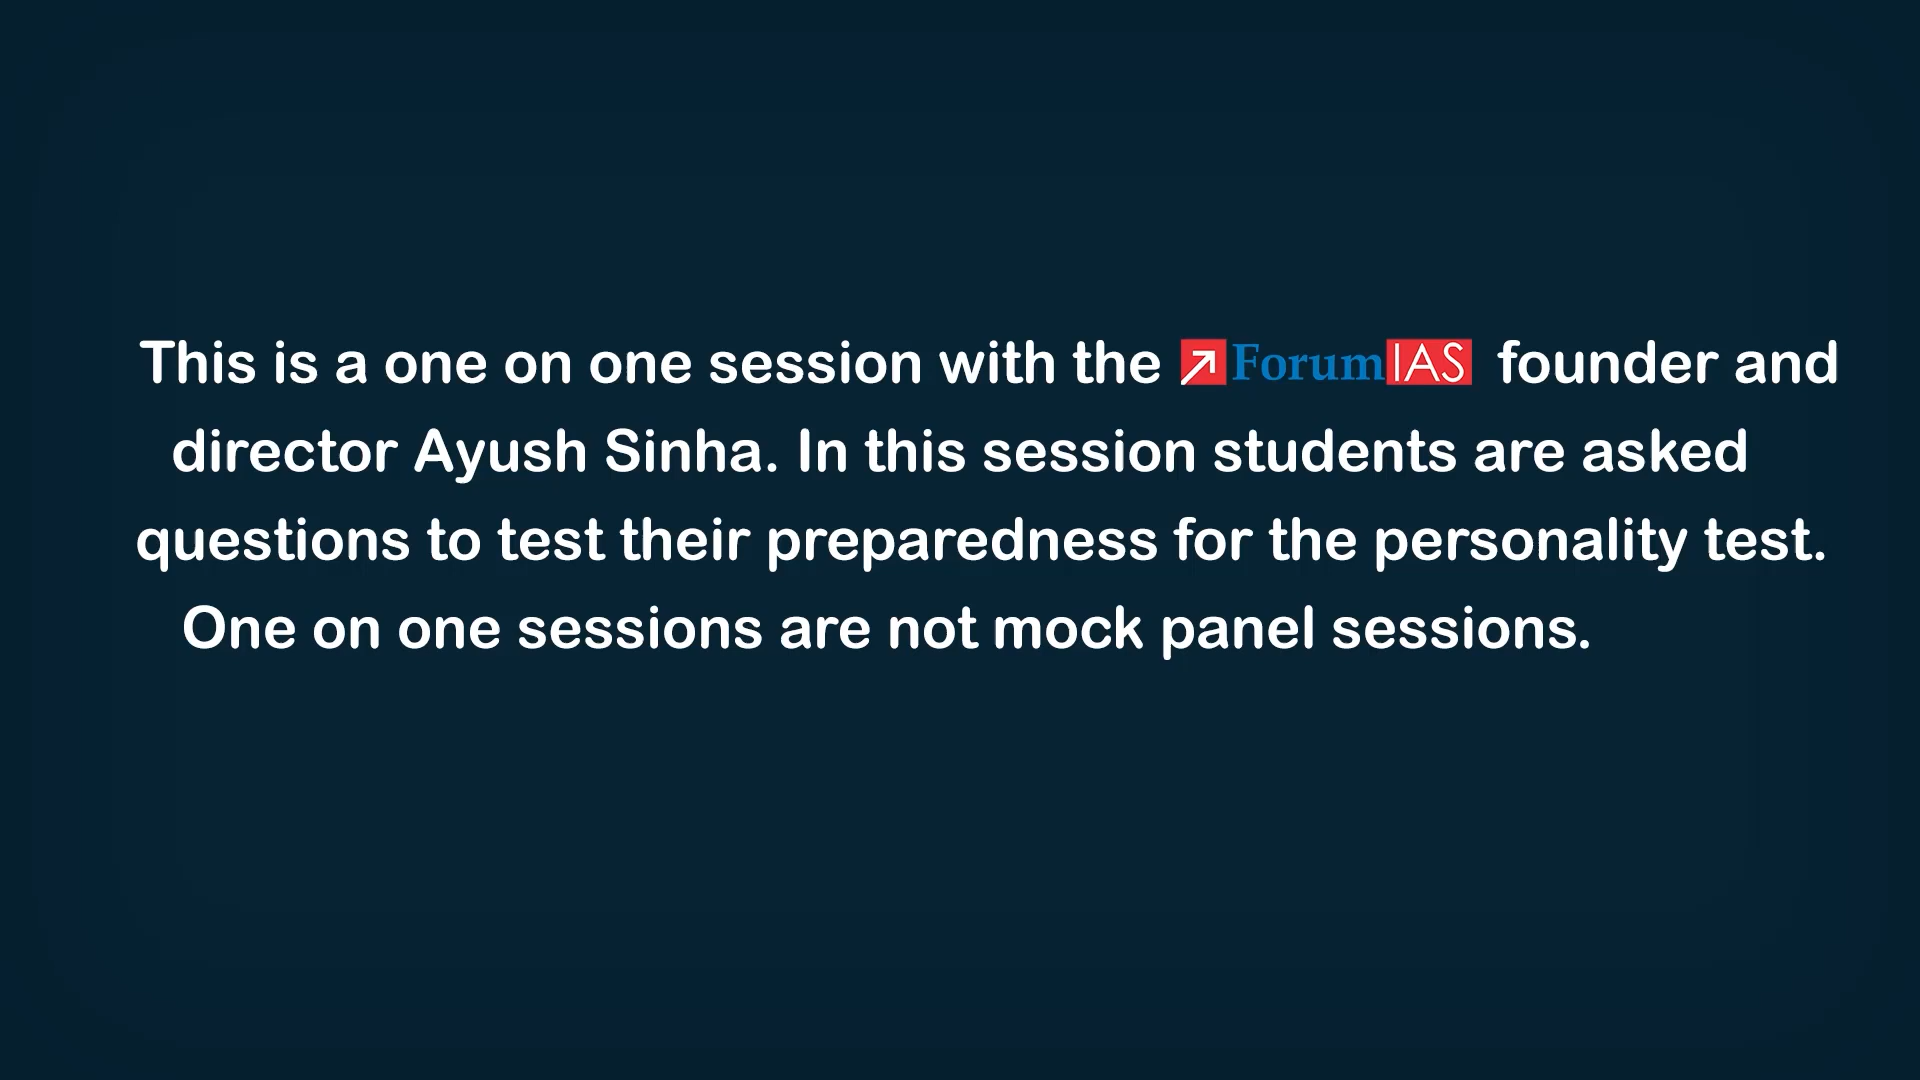 This is a one on one session with the ForumIAS founder and
director Ayush Sinha. In this session students are asked
questions to test their preparedness for the personality test.
One on one sessions are not mock panel sessions.